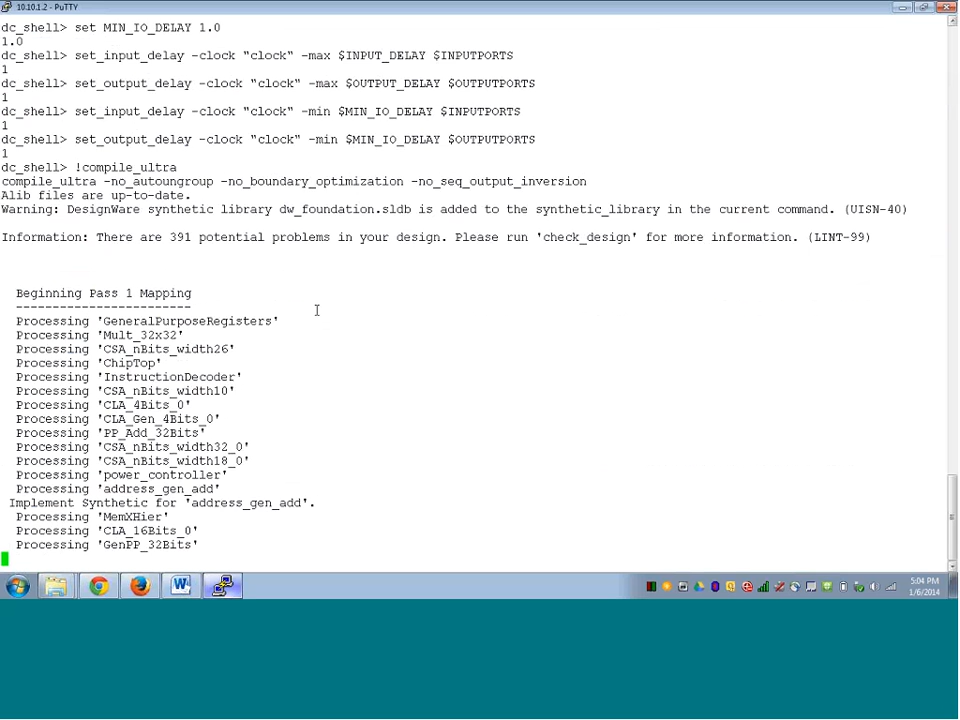 10.10.1.2 - PuTTY
dc_shell> set MIN_IO_DELAY 1.0
1.0
dc_shell> set_input_delay -clock "clock" -max $INPUT_DELAY $INPUTPORTS
1
dc_shell> set_output_delay -clock "clock" -max $OUTPUT_DELAY $OUTPUTPORTS
1
dc_shell> set_input_delay -clock "clock" -min $MIN_IO_DELAY $INPUTPORTS
1
dc_shell> set_output_delay -clock "clock" -min $MIN_IO_DELAY $OUTPUTPORTS
1
dc_shell> !compile_ultra
compile_ultra -no_autoungroup -no_boundary_optimization -no_seq_output_inversion
Alib files are up-to-date.
Warning: DesignWare synthetic library dw_foundation.sldb is added to the synthetic_library in the current command. (UISN-40)
Information: There are 391 potential problems in your design. Please run 'check_design' for more information. (LINT-99)
Beginning Pass 1 Mapping
------------------------
Processing 'GeneralPurposeRegisters'
Processing 'Mult_32x32'
Processing 'CSA_nBits_width26'
Processing 'ChipTop'
Processing 'InstructionDecoder'
Processing 'CSA_nBits_width10'
Processing 'CLA_4Bits_0'
Processing 'CLA_Gen_4Bits_0'
Processing 'PP_Add_32Bits'
Processing 'CSA_nBits_width32_0'
Processing 'CSA_nBits_width18_0'
Processing 'power_controller'
Processing 'address_gen_add'
Implement Synthetic for 'address_gen_add'.
Processing 'MemXHier'
Processing 'CLA_16Bits_0'
Processing 'GenPP_32Bits'
5:04 PM
1/6/2014